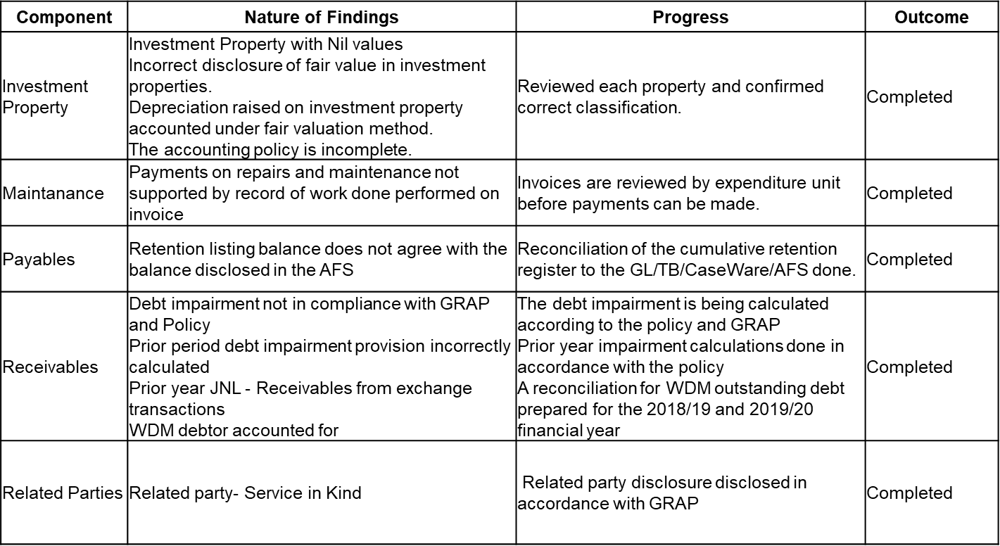 Component Nature of Findings Progress Outcome
Investment
Property
Investment Property with Nil values
Incorrect disclosure of fair value in investment
properties.
Depreciation raised on investment property
accounted under fair valuation method.
The accounting policy is incomplete.
Reviewed each property and confirmed
correct classification.
Completed
Maintanance
Payments on repairs and maintenance not
supported by record of work done performed on
invoice
Invoices are reviewed by expenditure unit
before payments can be made.
Completed
Payables
Retention listing balance does not agree with the
balance disclosed in the AFS
Reconciliation of the cumulative retention
register to the GL/TB/CaseWare/AFS done.
Completed
Receivables
Debt impairment not in compliance with GRAP
and Policy
Prior period debt impairment provision incorrectly
calculated
Prior year JNL - Receivables from exchange
transactions
WDM debtor accounted for
The debt impairment is being calculated
according to the policy and GRAP
Prior year impairment calculations done in
accordance with the policy
A reconciliation for WDM outstanding debt
prepared for the 2018/19 and 2019/20
financial year
Completed
Related Parties
Related party- Service in Kind
Related party disclosure disclosed in
accordance with GRAP
Completed